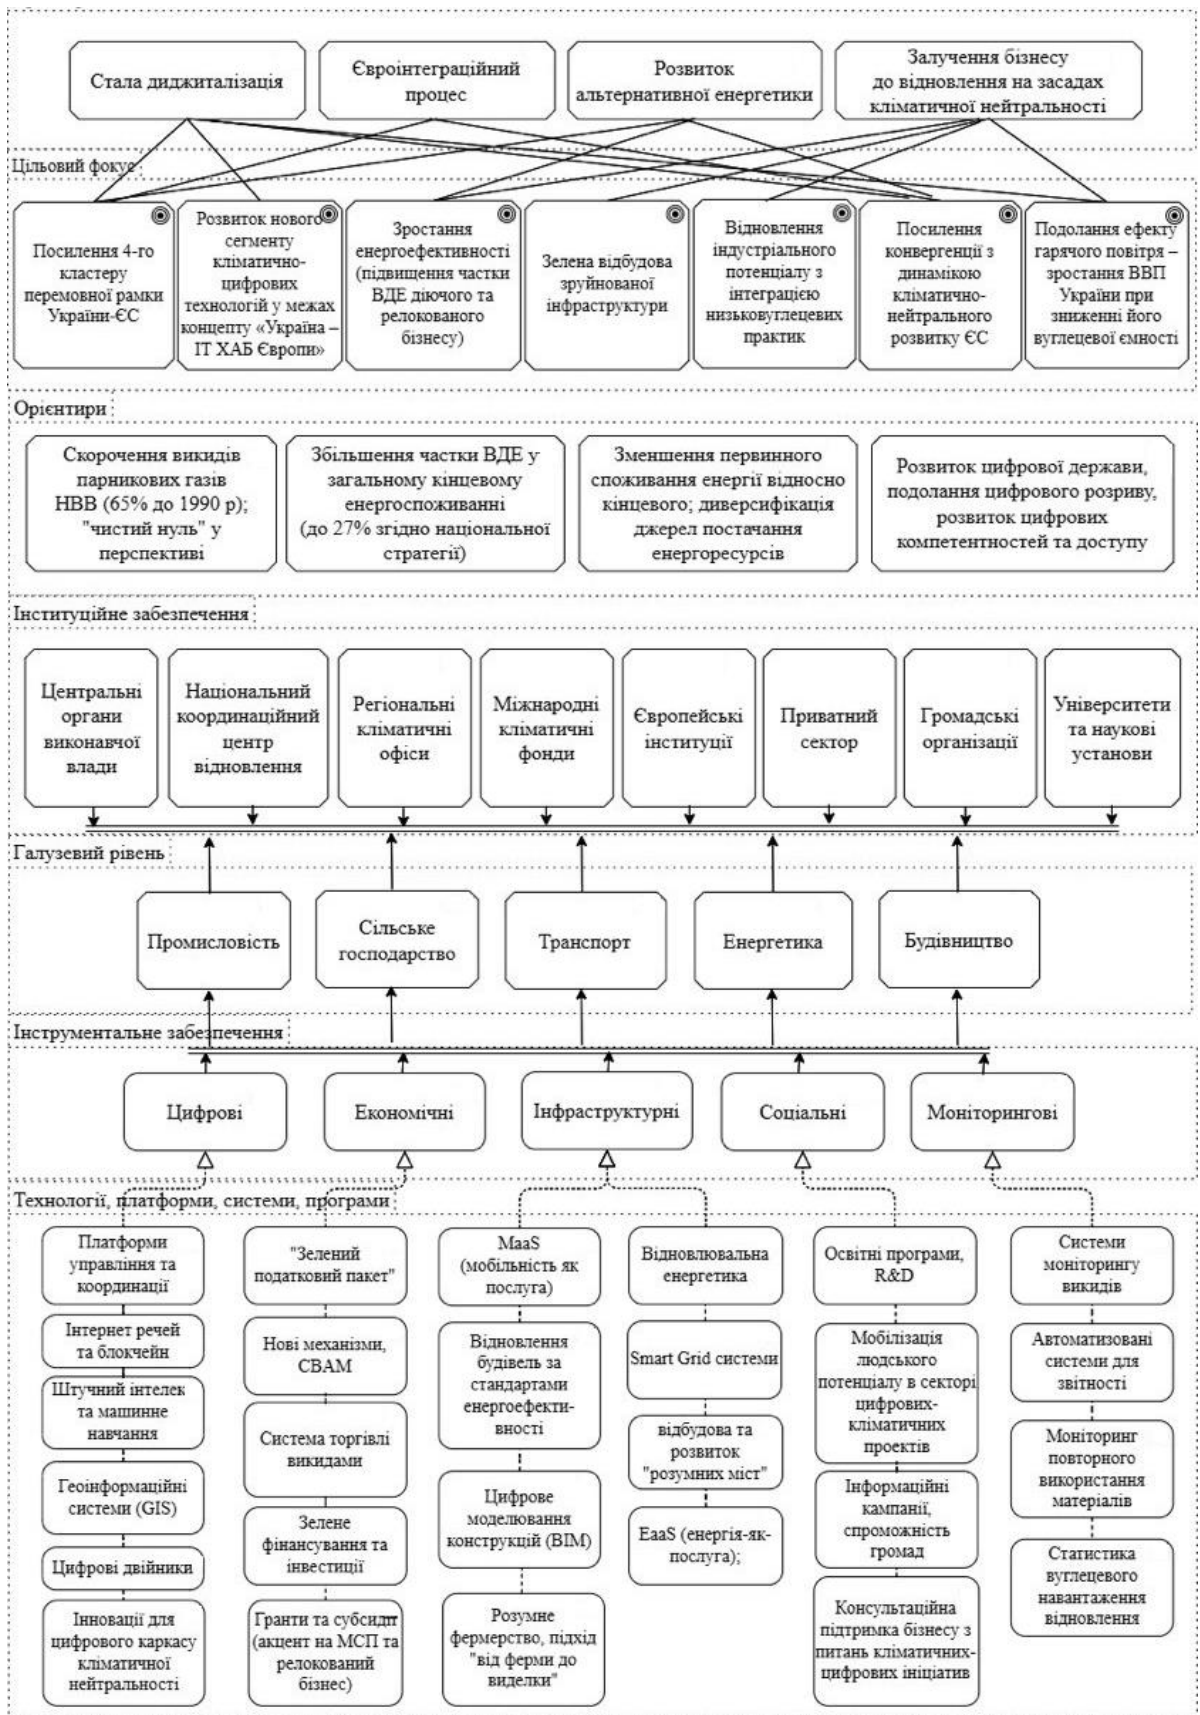 Стала диджиталізація
Євроінтеграційний
процес
Розвиток
альтернативної енергетики
Залучення бізнесу
до відновлення на засадах
кліматичної нейтральності
Цільовий фокус
Посилення 4-го
кластеру
перемовної рамки
України-ЄС
Розвиток нового
сегменту
кліматично-
цифрових
технологій у межах
концепту «Україна –
ІТ ХАБ Європи»
Зростання
енергоефективності
(підвищення частки
ВДЕ діючого та
релокованого
бізнесу)
Зелена відбудова
зруйнованої
інфраструктури
Відновлення
індустріального
потенціалу з
інтеграцією
низьковуглецевих
практик
Посилення
конвергенції з
динамікою
кліматично-
нейтрального
розвитку ЄС
Подолання ефекту
гарячого повітря –
зростання ВВП
України при
зниженні його
вуглецевої ємності
Орієнтири
Скорочення викидів
парникових газів
НВВ (65% до 1990 р);
"чистий нуль" у
перспективі
Збільшення частки ВДЕ у
загальному кінцевому
енергоспоживанні
(до 27% згідно національної
стратегії)
Зменшення первинного
споживання енергії відносно
кінцевого; диверсифікація
джерел постачання
енергоресурсів
Розвиток цифрової держави,
подолання цифрового розриву,
розвиток цифрових
компетентностей та доступу
Інституційне забезпечення
Центральні
органи
виконавчої
влади
Національний
координаційний
центр
відновлення
Регіональні
кліматичні
офіси
Міжнародні
кліматичні
фонди
Європейські
інституції
Приватний
сектор
Громадські
організації
Університети
та наукові
установи
Галузевий рівень
Промисловість
Сільське
господарство
Транспорт
Енергетика
Будівництво
Інструментальне забезпечення
Цифрові
Економічні
Інфраструктурні
Соціальні
Моніторингові
Технології, платформи, системи, програми
Платформи
управління та
координації
Інтернет речей
та блокчейн
Штучний інтелек
та машинне
навчання
Геоінформаційні
системи (GIS)
Цифрові двійники
Інновації для
цифрового каркасу
кліматичної
нейтральності
"Зелений
податковий пакет"
Нові механізми,
CBAM
Система торгівлі
викидами
Зелене
фінансування та
інвестиції
Гранти та субсидії
(акцент на МСП та
релокований
бізнес)
MaaS
(мобільність як
послуга)
Відновлення
будівель за
стандартами
енергоефекти-
вності
Цифрове
моделювання
конструкцій (BIM)
Розумне
фермерство, підхід
"від ферми до
виделки"
Відновлювальна
енергетика
Smart Grid системи
відбудова та
розвиток
"розумних міст"
EaaS (енергія-як-
послуга);
Освітні програми,
R&D
Мобілізація
людського
потенціалу в секторі
цифрових-
кліматичних
проектів
Інформаційні
кампанії,
спроможність
громад
Консультаційна
підтримка бізнесу з
питань кліматичних-
цифрових ініціатив
Системи
моніторингу
викидів
Автоматизовані
системи для
звітності
Моніторинг
повторного
використання
матеріалів
Статистика
вуглецевого
навантаження
відновлення